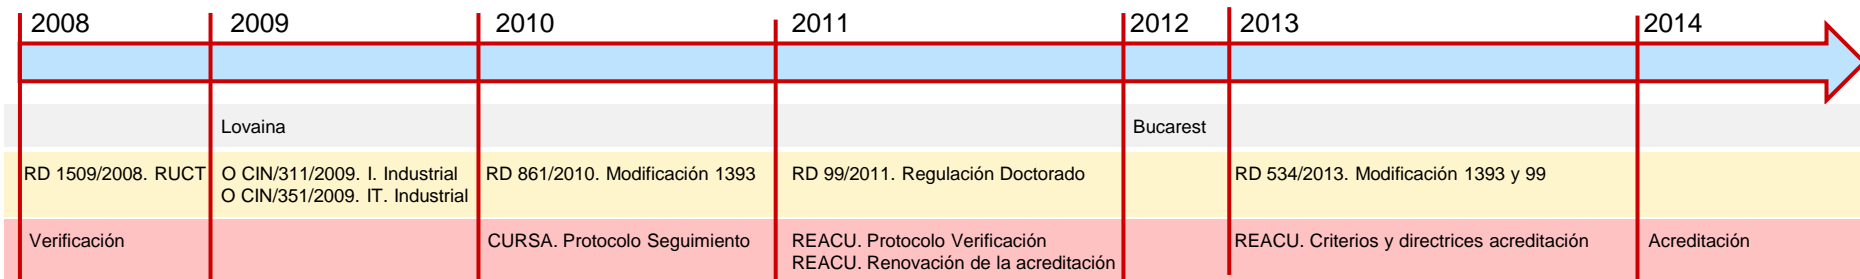 2008 2009 2010 2011 2012 2013 2014
Lovaina Bucarest
RD 1509/2008. RUCT O CIN/311/2009. I. Industrial RD 861/2010. Modificación 1393 RD 99/2011. Regulación Doctorado RD 534/2013. Modificación 1393 y 99
O CIN/351/2009. IT. Industrial
Verificación CURSA. Protocolo Seguimiento REACU. Protocolo Verificación REACU. Criterios y directrices acreditación Acreditación
REACU. Renovación de la acreditación